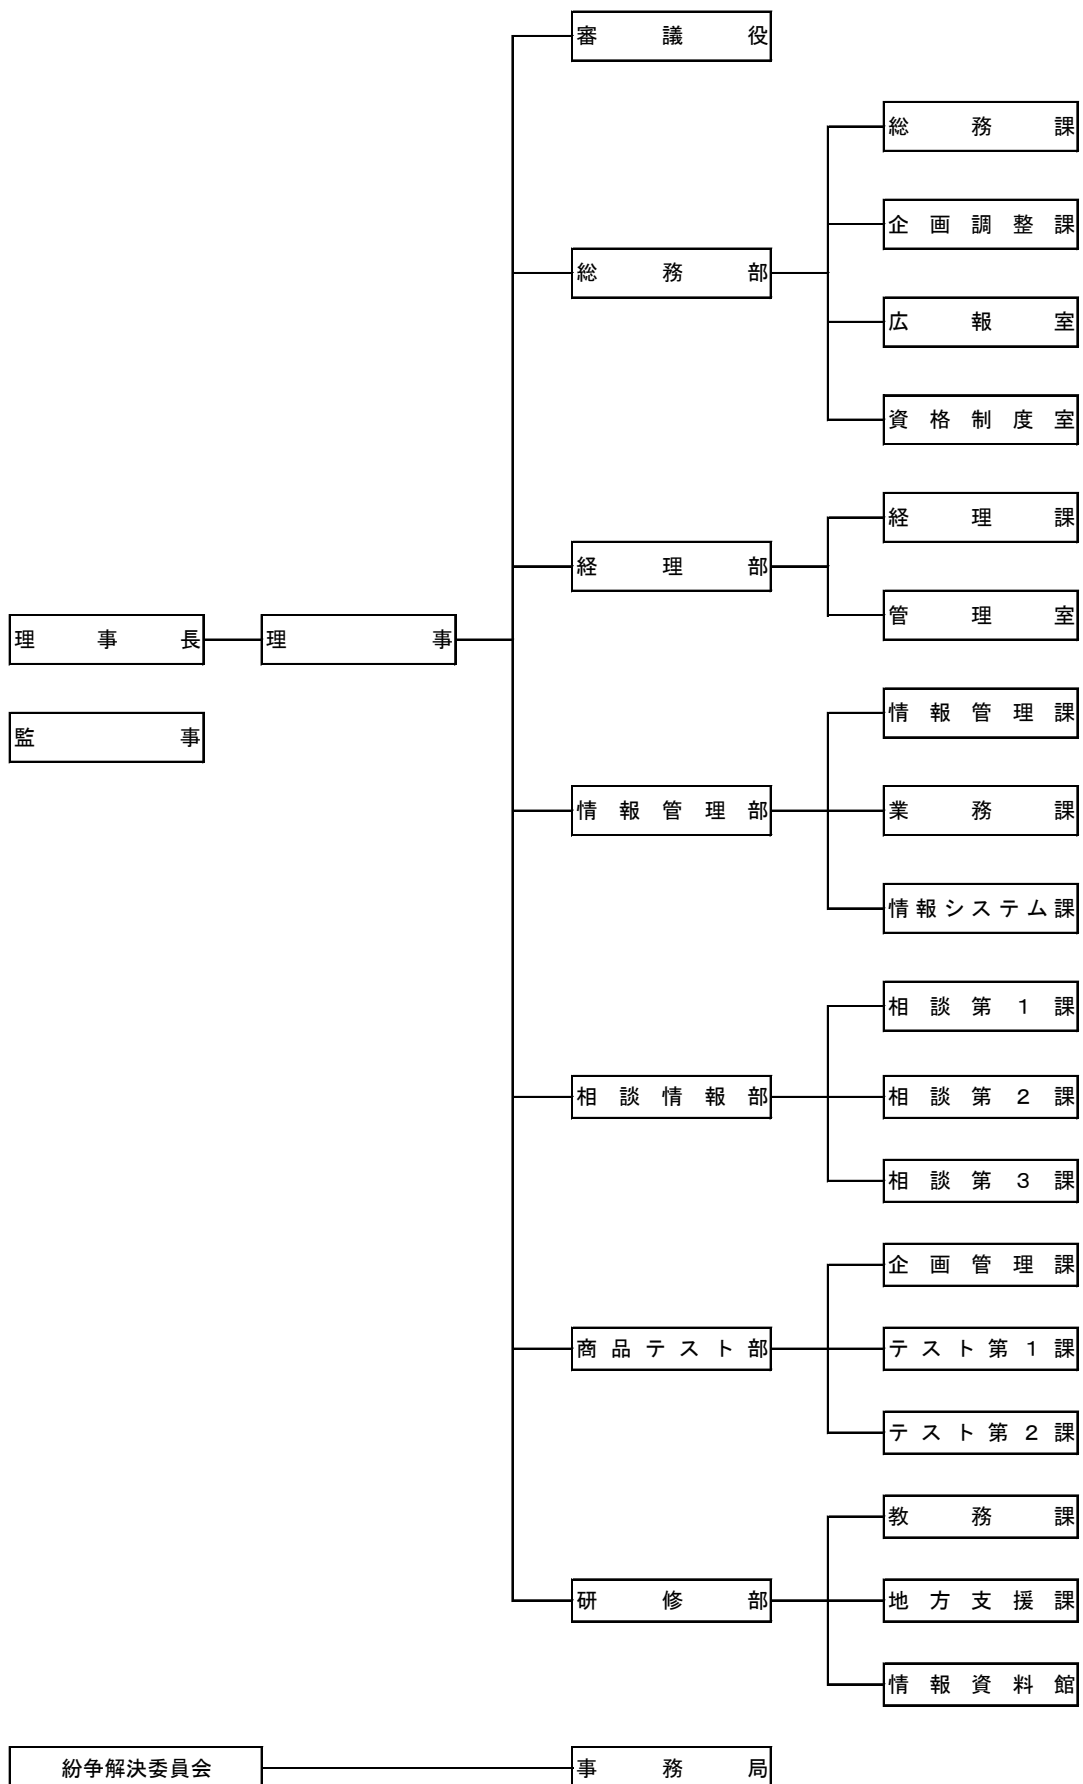 審議役
総務課
企画調整課
総務部
広報室
資格制度室
経理課
経理部
管理室
理事長
理事
監事
情報管理課
情報管理部
業務課
情報システム課
相談第1課
相談情報部
相談第2課
相談第3課
企画管理課
商品テスト部
テスト第1課
テスト第2課
教務課
研修部
地方支援課
情報資料館
紛争解決委員会
事務局